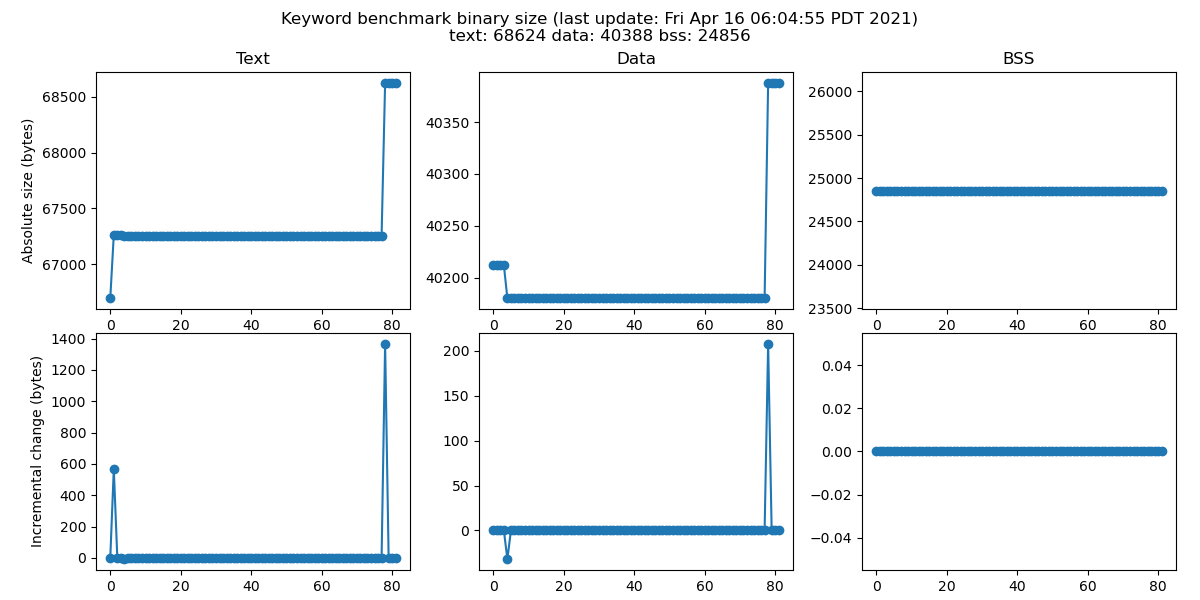 Keyword benchmark binary size (last update: Fri Apr 16 06:04:55 PDT 2021)
text: 68624 data: 40388 bss: 24856
Text
Data
BSS
Absolute size (bytes)
68500
68000
67500
67000
0 20 40 60 80
40350
40300
40250
40200
0 20 40 60 80
26000
25500
25000
24500
24000
23500
0 20 40 60 80
Incremental change (bytes)
1400
1200
1000
800
600
400
200
0
0 20 40 60 80
200
150
100
50
0
0 20 40 60 80
0.04
0.02
0.00
−0.02
−0.04
0 20 40 60 80